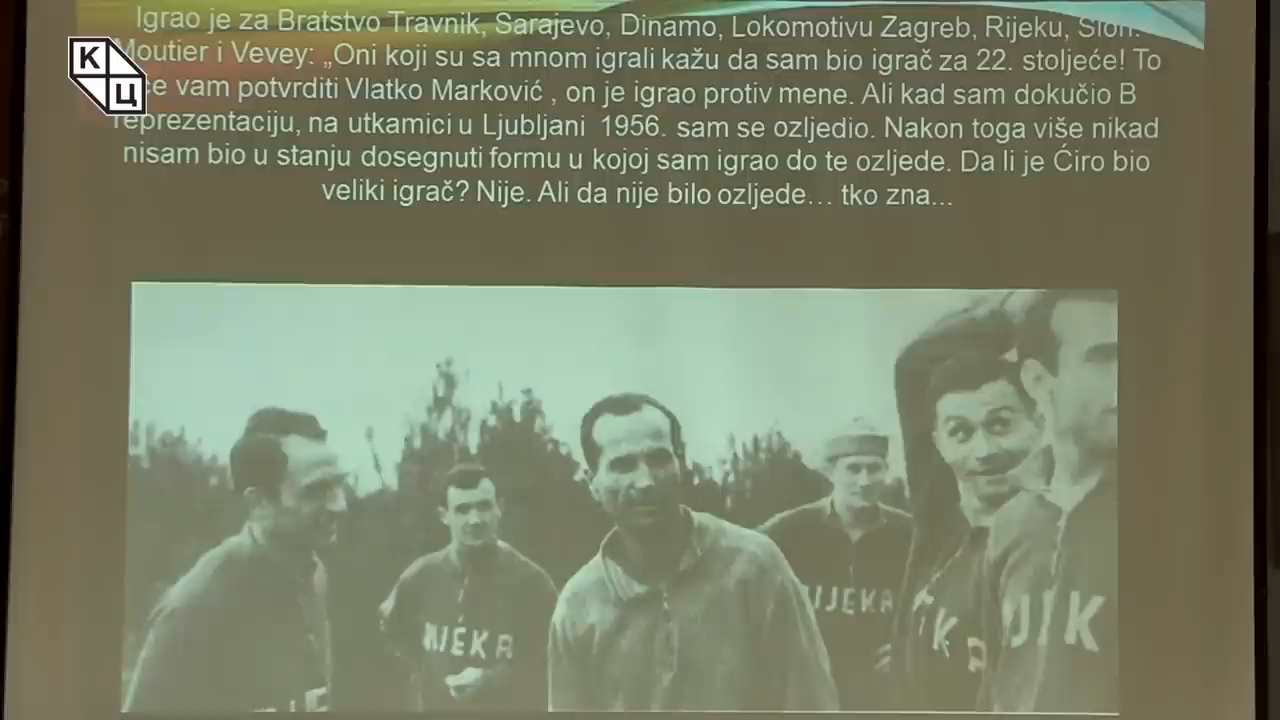 Igrao je za Bratstvo Travnik, Sarajevo, Dinamo, Lokomotivu Zagreb, Rijeku, Sion.
Moutier i Vevey: „Oni koji su sa mnom igrali kažu da sam bio igrač za 22. stoljeće! To
će vam potvrditi Vlatko Marković , on je igrao protiv mene. Ali kad sam dokučio B
reprezentaciju, na utkamici u Ljubljani 1956. sam se ozljedio. Nakon toga više nikad
nisam bio u stanju dosegnuti formu u kojoj sam igrao do te ozljede. Da li je Ćiro bio
veliki igrač? Nije. Ali da nije bilo ozljede… tko zna...
К
Ц
RIJEKA
RIJEKA